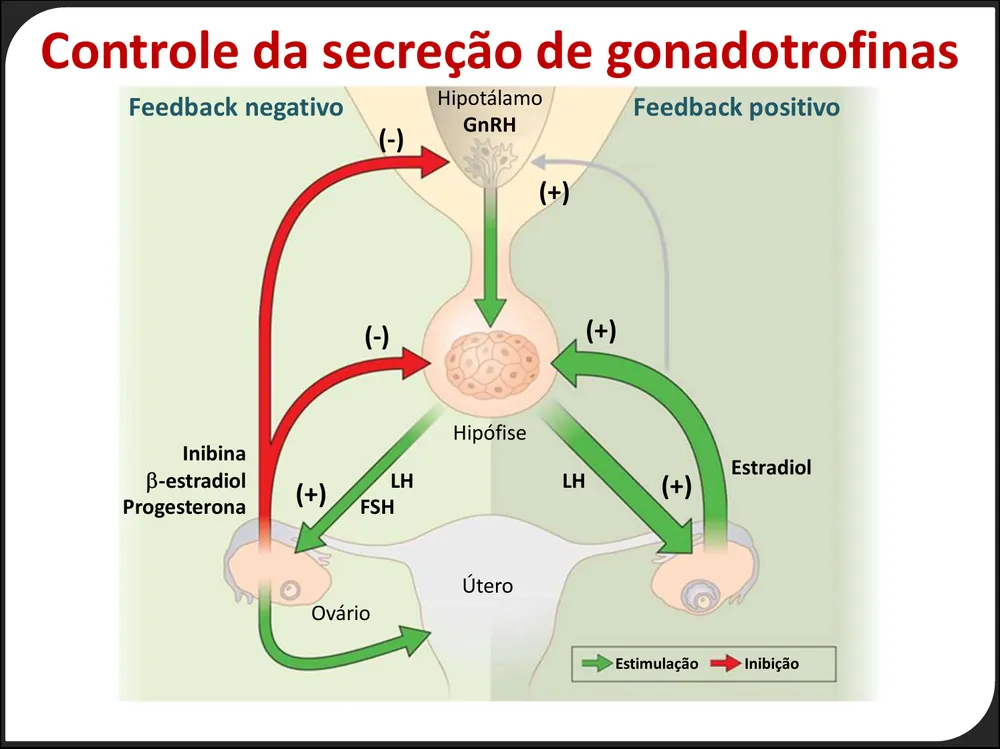 Controle da secreção de gonadotrofinas
Feedback negativo
Hipotálamo
GnRH
Feedback positivo
(-)
(+)
(-)
(+)
Hipófise
Inibina
β-estradiol
Progesterona
(+)
LH
FSH
LH
(+)
Estradiol
Útero
Ovário
Estimulação
Inibição